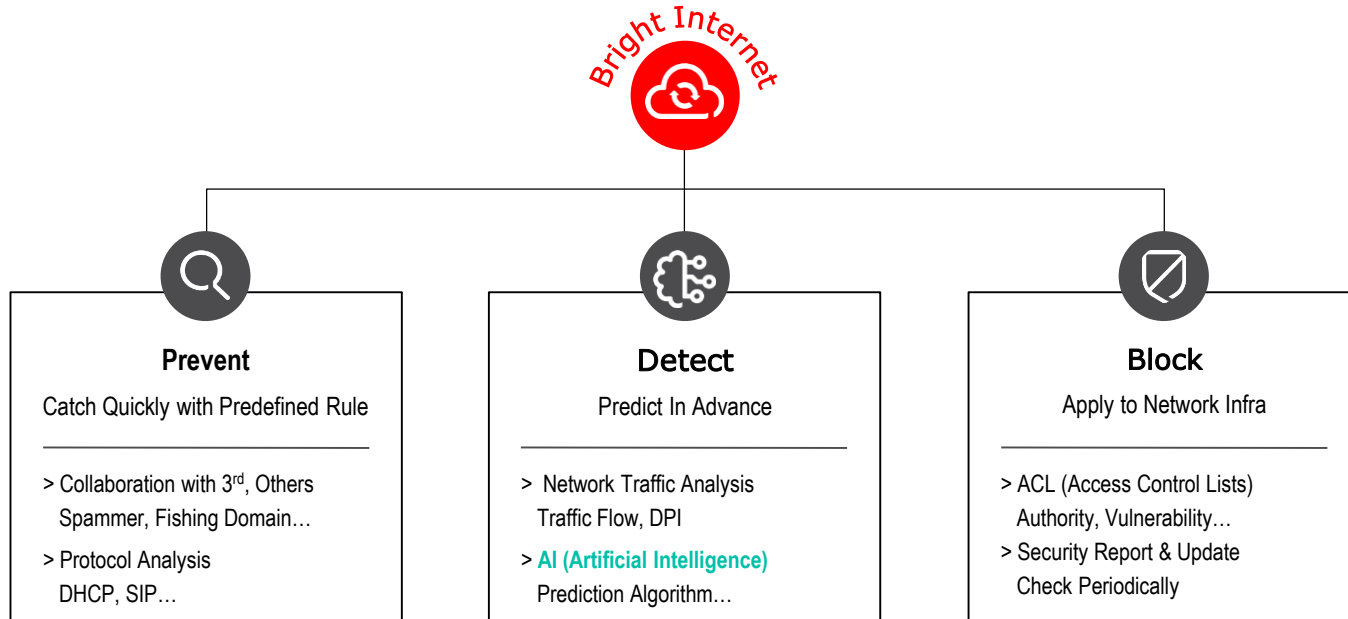 Bright Internet
Prevent
Catch Quickly with Predefined Rule
> Collaboration with 3rd, Others
Spammer, Fishing Domain…
> Protocol Analysis
DHCP, SIP…
Detect
Predict In Advance
> Network Traffic Analysis
Traffic Flow, DPI
> AI (Artificial Intelligence)
Prediction Algorithm…
Block
Apply to Network Infra
> ACL (Access Control Lists)
Authority, Vulnerability…
> Security Report & Update
Check Periodically